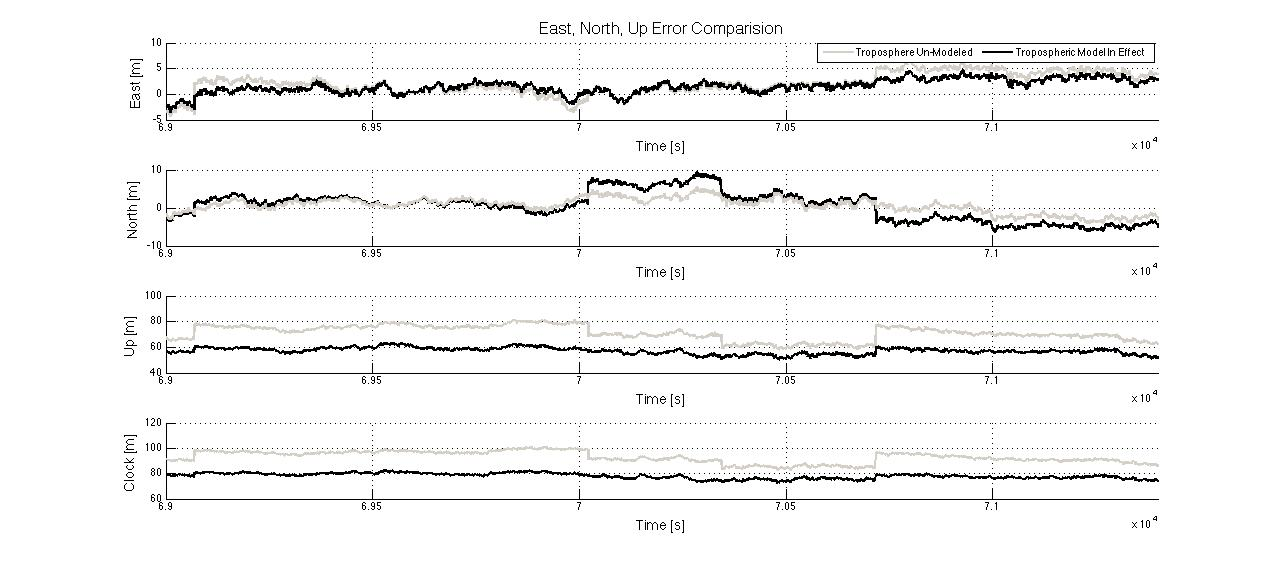 East, North, Up Error Comparision
Troposphere Un-Modeled Tropospheric Model In Effect
10
5
0
-5
East [m]
6.9 6.95 7 7.05 7.1
Time [s]
x 10^4
10
0
-10
North [m]
6.9 6.95 7 7.05 7.1
Time [s]
x 10^4
100
80
60
40
Up [m]
6.9 6.95 7 7.05 7.1
Time [s]
x 10^4
120
100
80
60
Clock [m]
6.9 6.95 7 7.05 7.1
Time [s]
x 10^4